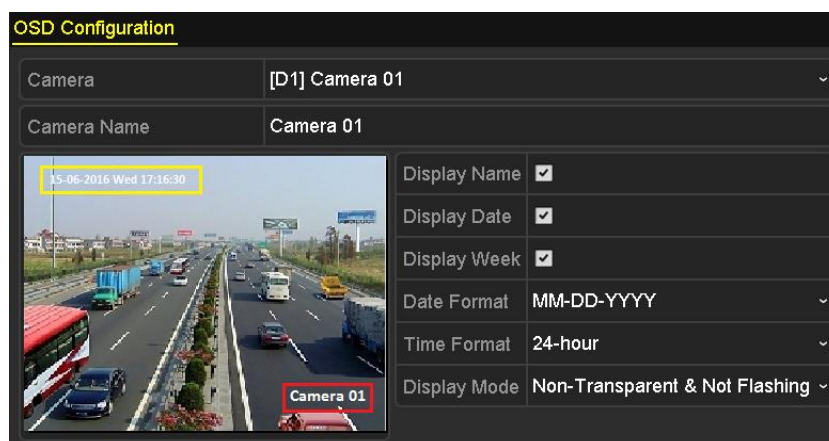 OSD Configuration
Camera [D1] Camera 01
Camera Name Camera 01
15-06-2016 Wed 17:16:30
Camera 01
Display Name
Display Date
Display Week
Date Format MM-DD-YYYY
Time Format 24-hour
Display Mode Non-Transparent & Not Flashing